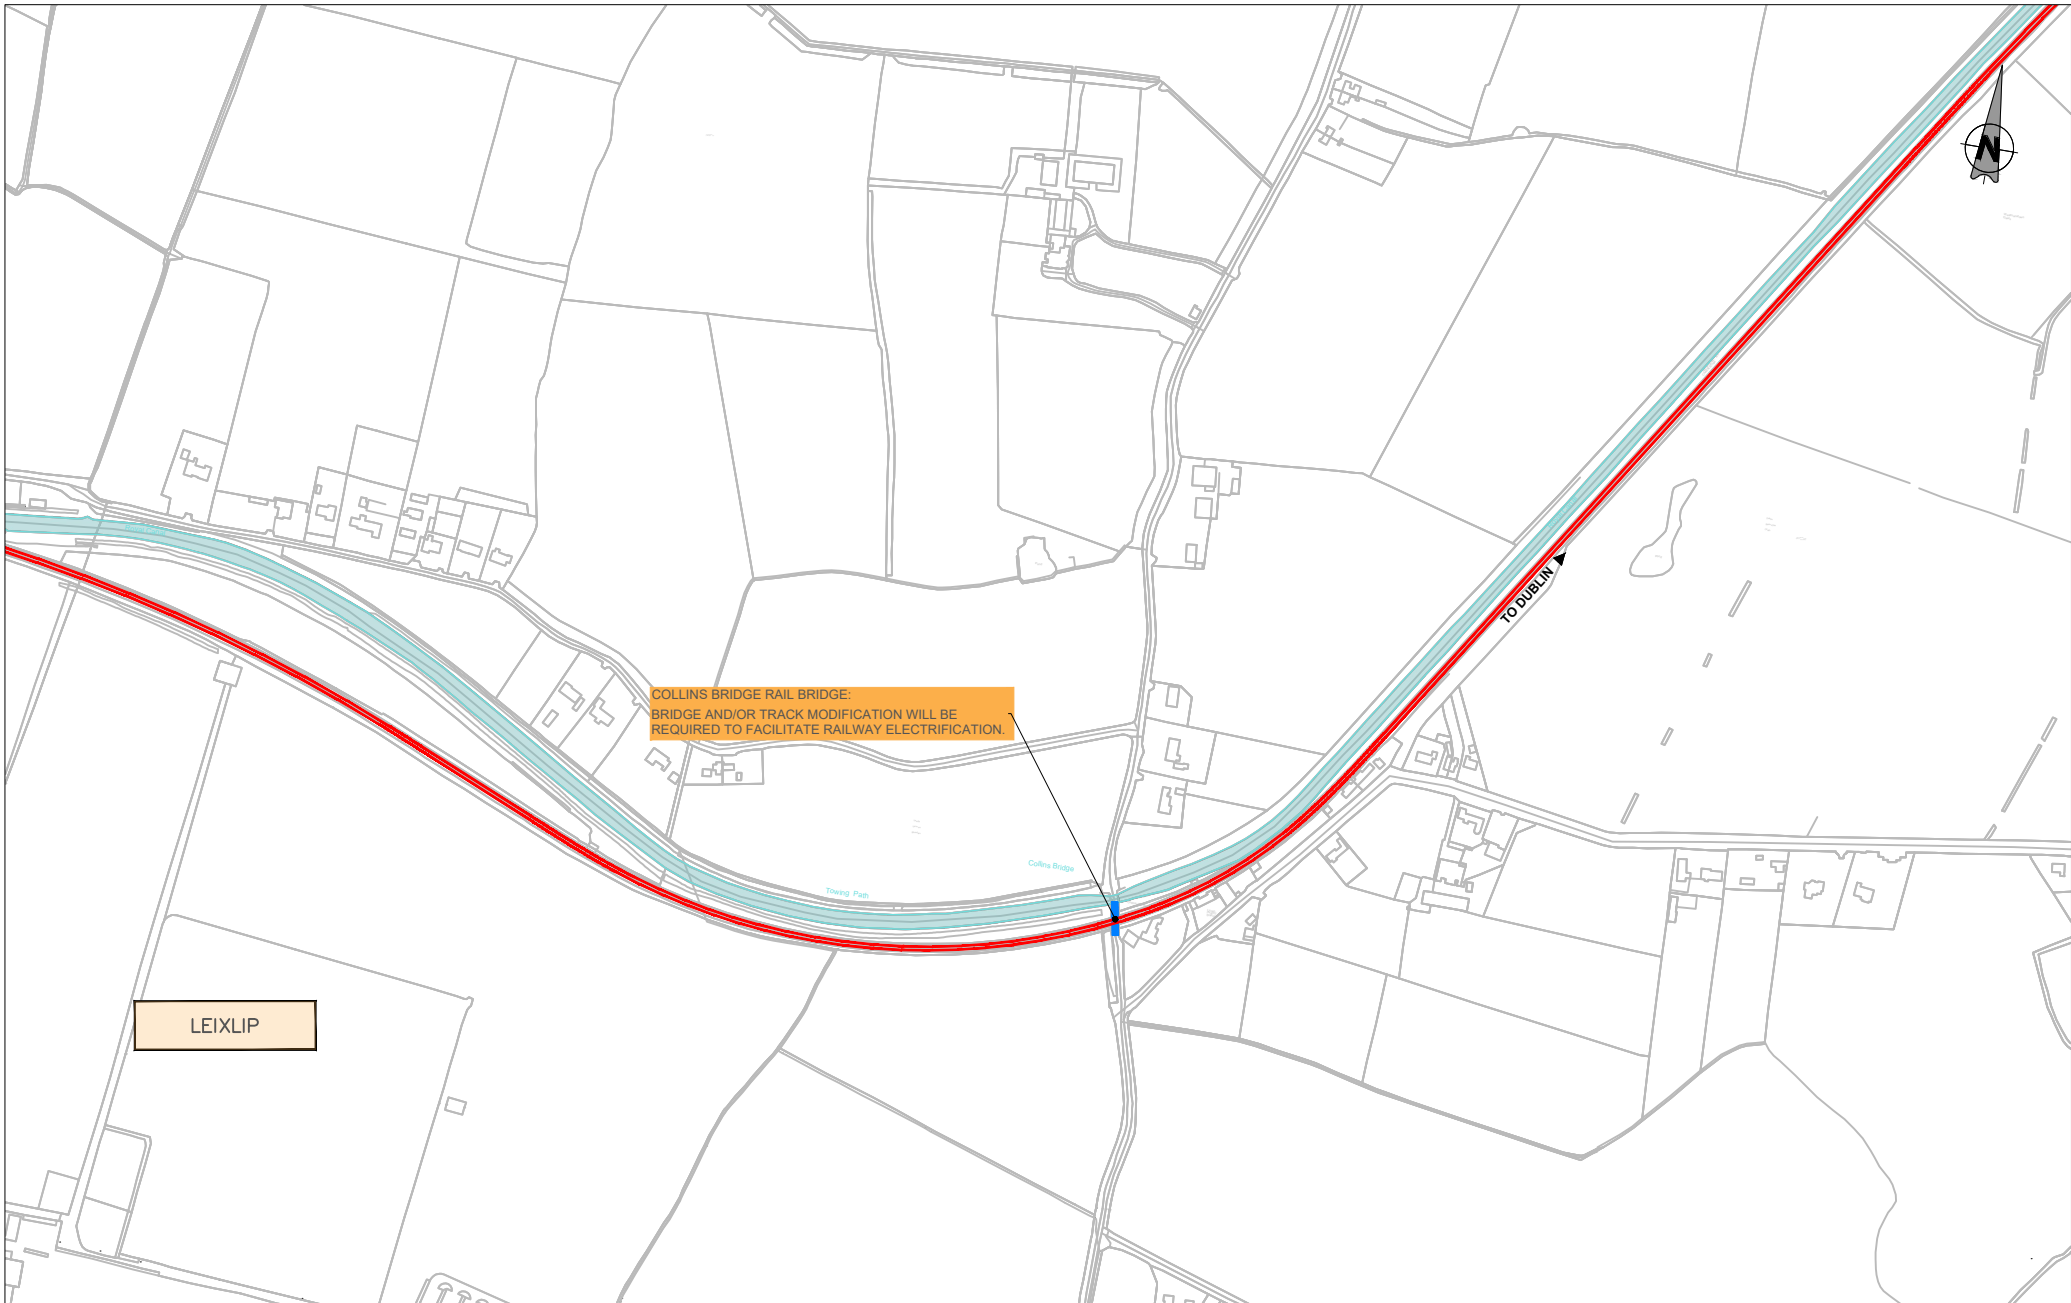 N
TO DUBLIN
COLLINS BRIDGE RAIL BRIDGE:
BRIDGE AND/OR TRACK MODIFICATION WILL BE
REQUIRED TO FACILITATE RAILWAY ELECTRIFICATION.
Collins Bridge
Towing Path
LEIXLIP